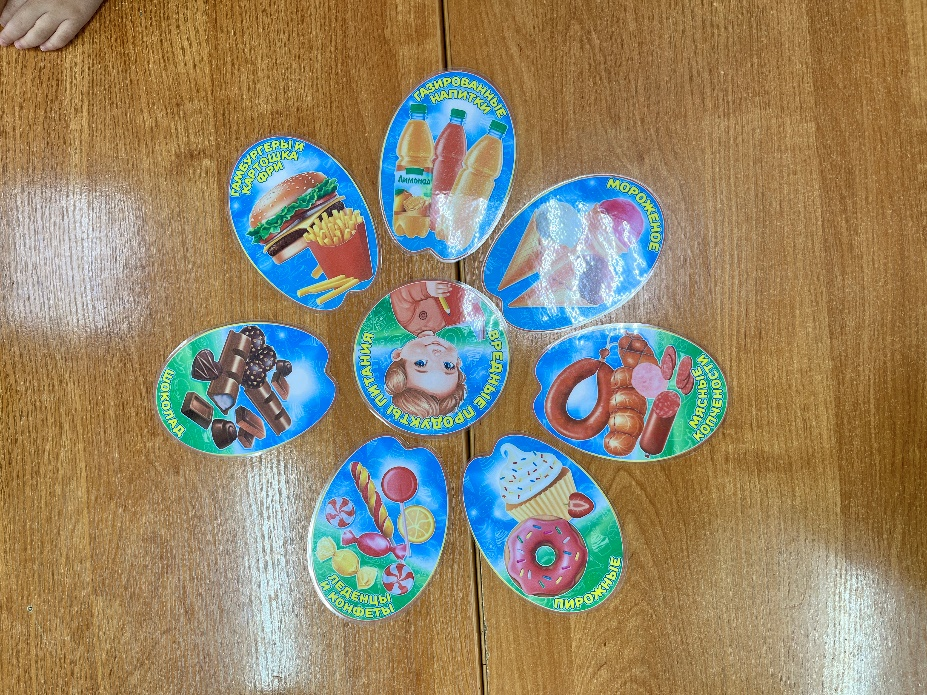 ГАЗИРОВАННЫЕ
НАПИТКИ
ЛИМОНАД
ГАМБУРГЕРЫ И
КАРТОШКА
ФРИ
МОРОЖЕНОЕ
ВРЕДНЫЕ ПРОДУКТЫ ПИТАНИЯ
ШОКОЛАД
МЯСНЫЕ
КОПЧЕНОСТИ
ЛЕДЕНЦЫ
И КОНФЕТЫ
ПИРОЖНЫЕ